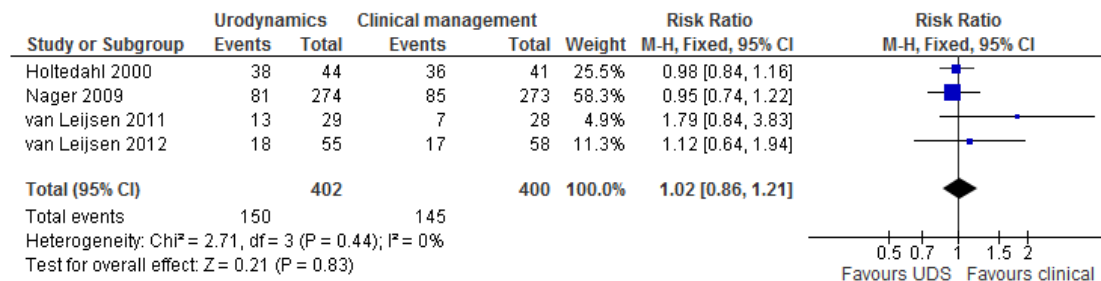 Urodynamics Clinical management Risk Ratio Risk Ratio
Study or Subgroup Events Total Events Total Weight M-H, Fixed, 95% CI M-H, Fixed, 95% CI
Holtedahl 2000 38 44 36 41 25.5% 0.98 [0.84, 1.16]
Nager 2009 81 274 85 273 58.3% 0.95 [0.74, 1.22]
van Leijsen 2011 13 29 7 28 4.9% 1.79 [0.84, 3.83]
van Leijsen 2012 18 55 17 58 11.3% 1.12 [0.64, 1.94]
Total (95% CI) 402 400 100.0% 1.02 [0.86, 1.21]
Total events 150 145
Heterogeneity: Chi² = 2.71, df = 3 (P = 0.44); I² = 0%
Test for overall effect: Z = 0.21 (P = 0.83)
0.5 0.7 1 1.5 2
Favours UDS Favours clinical